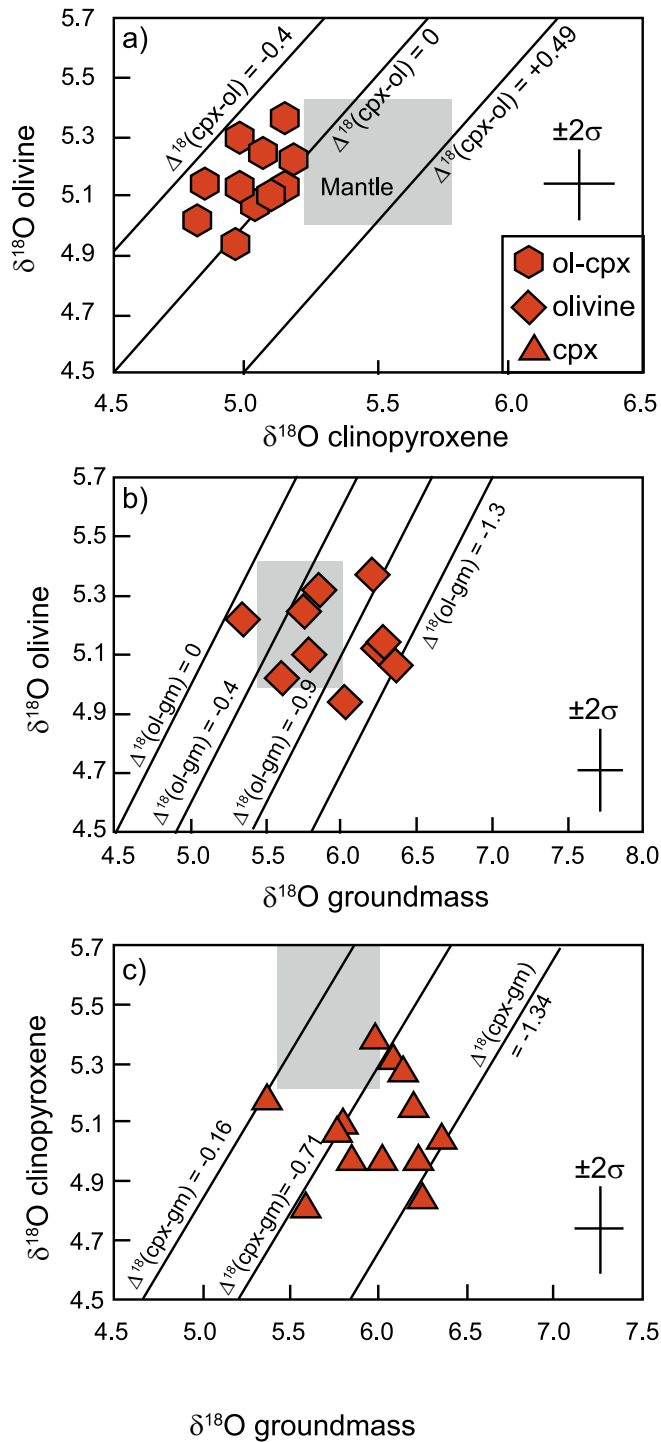 a)
5.7
5.5
5.3
5.1
4.9
4.7
4.5
δ¹⁸O olivine
Δ¹⁸(cpx-ol) = -0.4
Δ¹⁸(cpx-ol) = 0
Δ¹⁸(cpx-ol) = +0.49
Mantle
±2σ
ol-cpx
olivine
cpx
4.5 5.0 5.5 6.0 6.5
δ¹⁸O clinopyroxene
b)
5.7
5.5
5.3
5.1
4.9
4.7
4.5
δ¹⁸O olivine
Δ¹⁸(ol-gm) = 0
Δ¹⁸(ol-gm) = -0.4
Δ¹⁸(ol-gm) = -0.9
Δ¹⁸(ol-gm) = -1.3
±2σ
4.5 5.0 5.5 6.0 6.5 7.0 7.5 8.0
δ¹⁸O groundmass
c)
5.7
5.5
5.3
5.1
4.9
4.7
4.5
δ¹⁸O clinopyroxene
Δ¹⁸(cpx-gm) = -0.16
Δ¹⁸(cpx-gm)= -0.71
Δ¹⁸(cpx-gm)
= -1.34
±2σ
4.5 5.0 5.5 6.0 6.5 7.0 7.5
δ¹⁸O groundmass